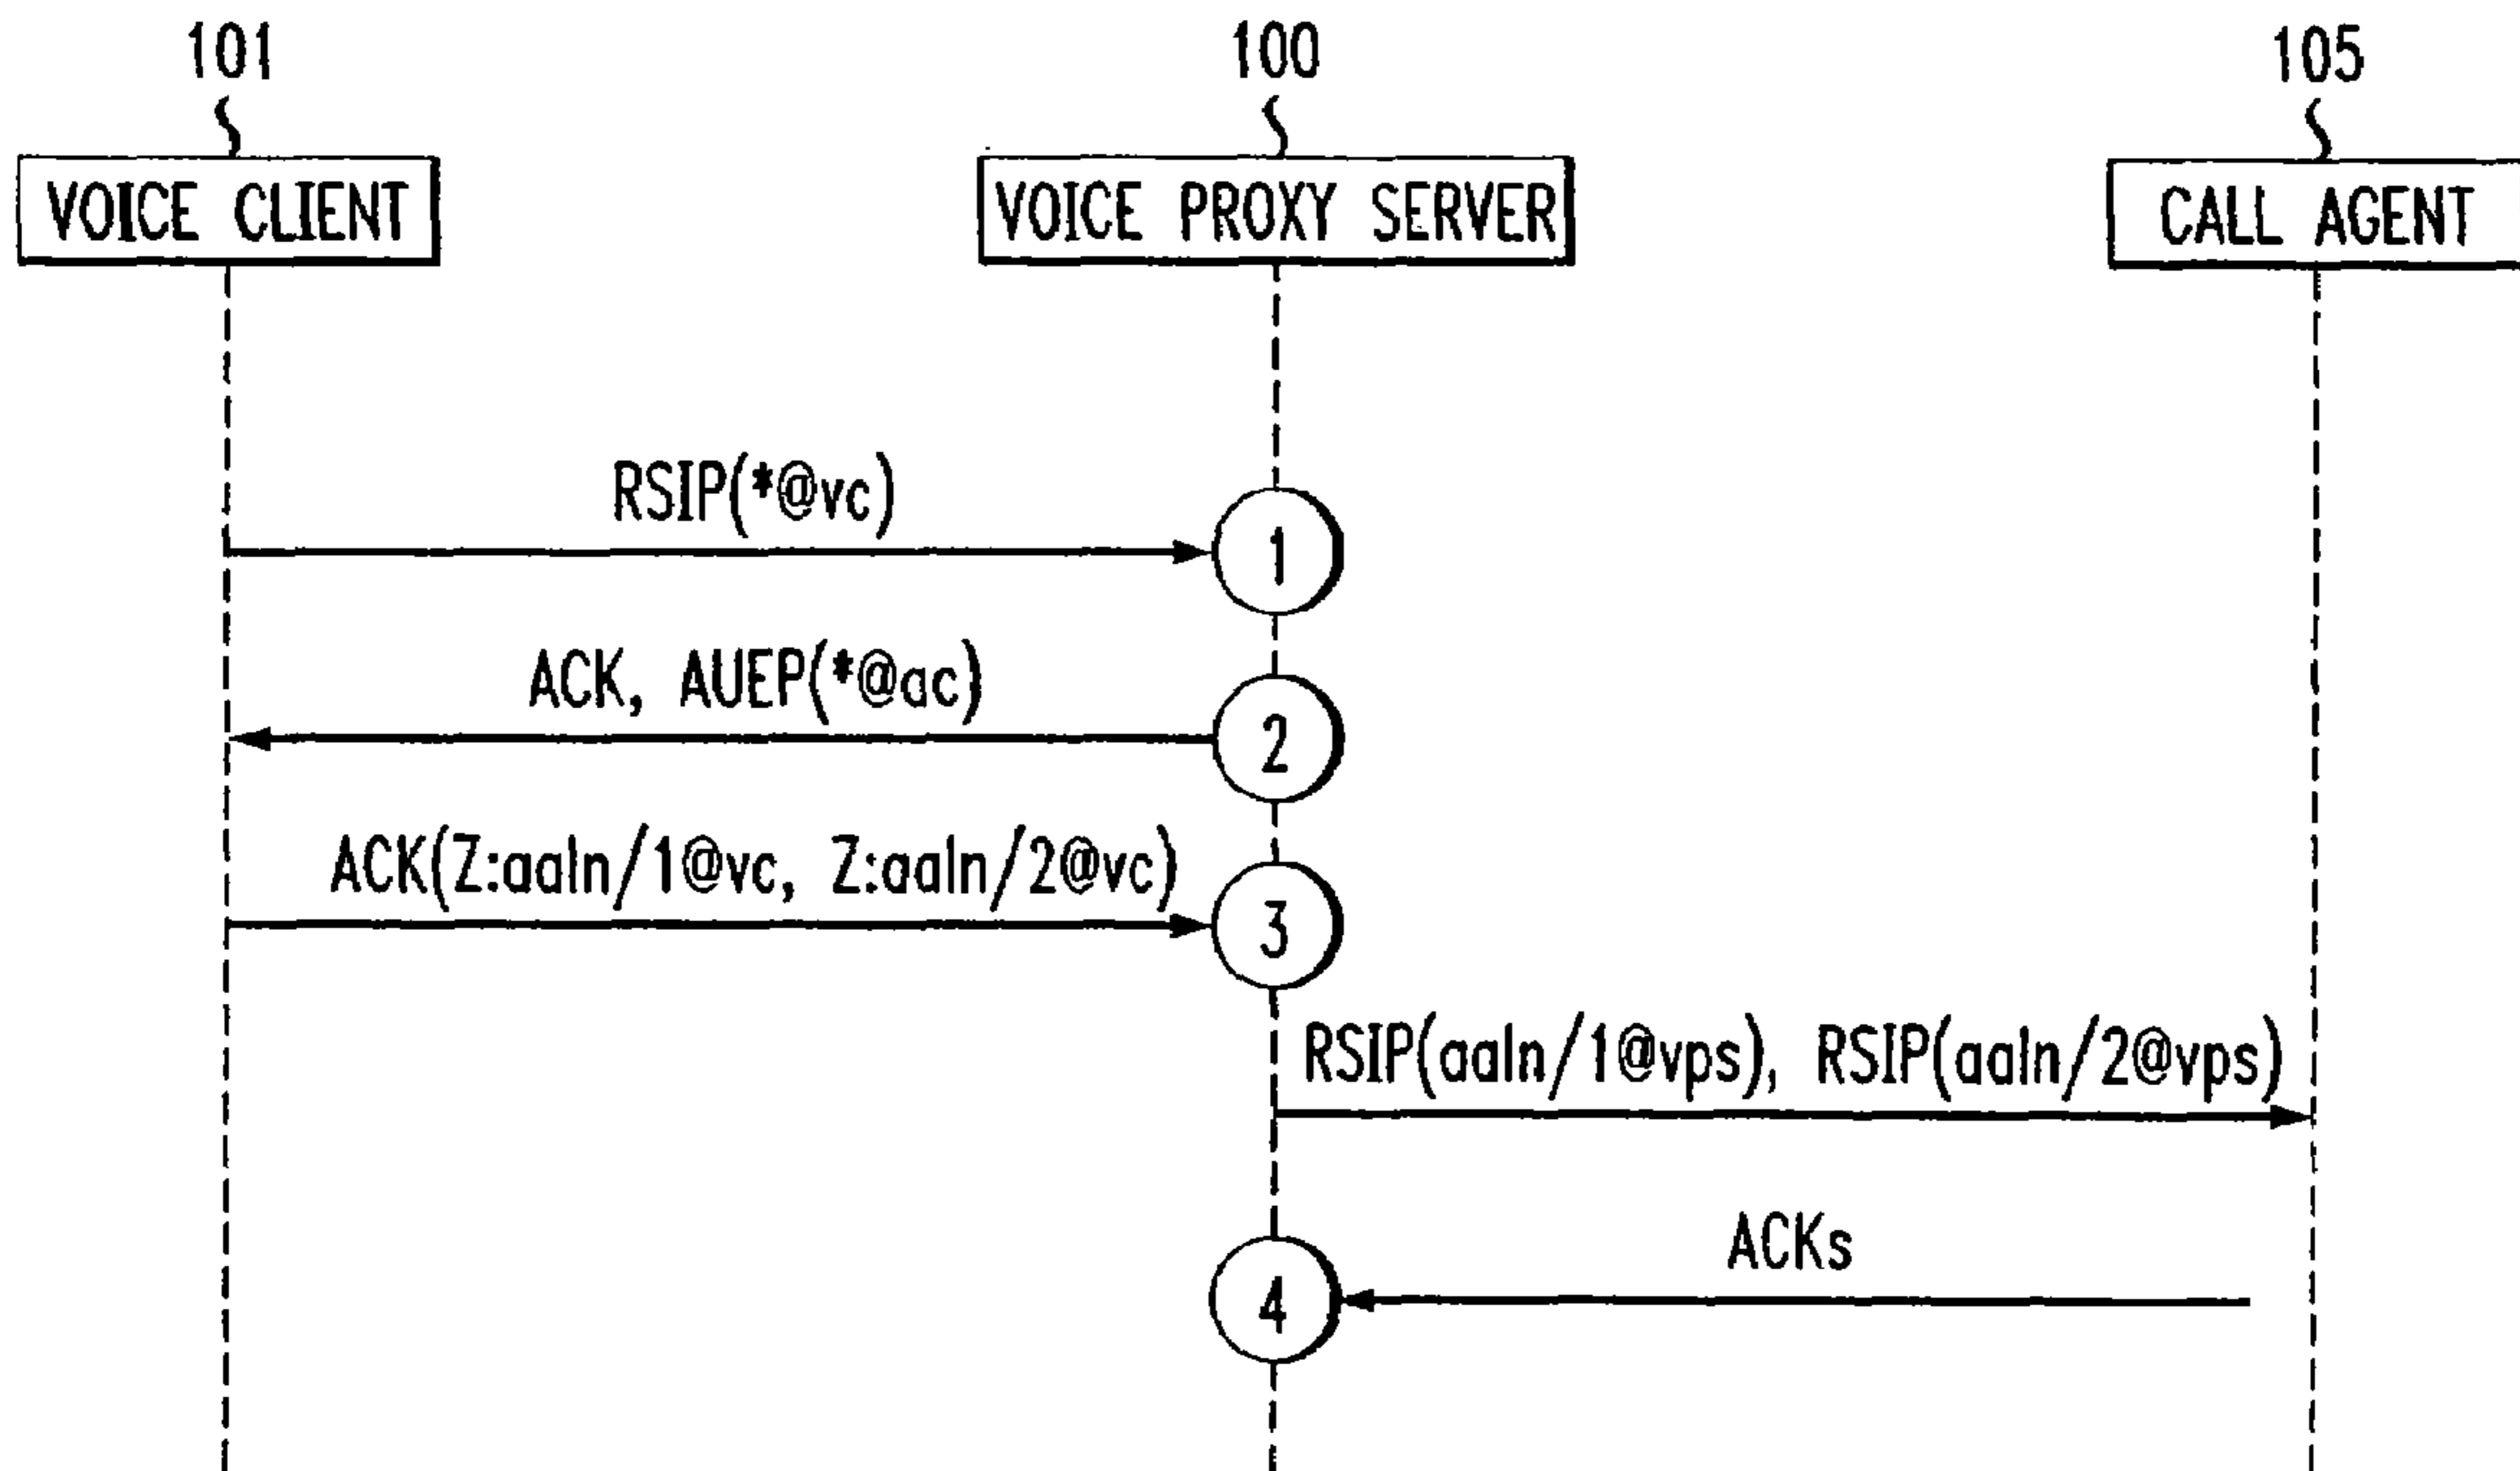 101
100
105
VOICE CLIENT
VOICE PROXY SERVER
CALL AGENT
RSIP(*@vc)
1
ACK, AUEP(*@ac)
2
ACK(Z:aaln/1@vc, Z:aaln/2@vc)
3
RSIP(aaln/1@vps), RSIP(aaln/2@vps)
ACKs
4